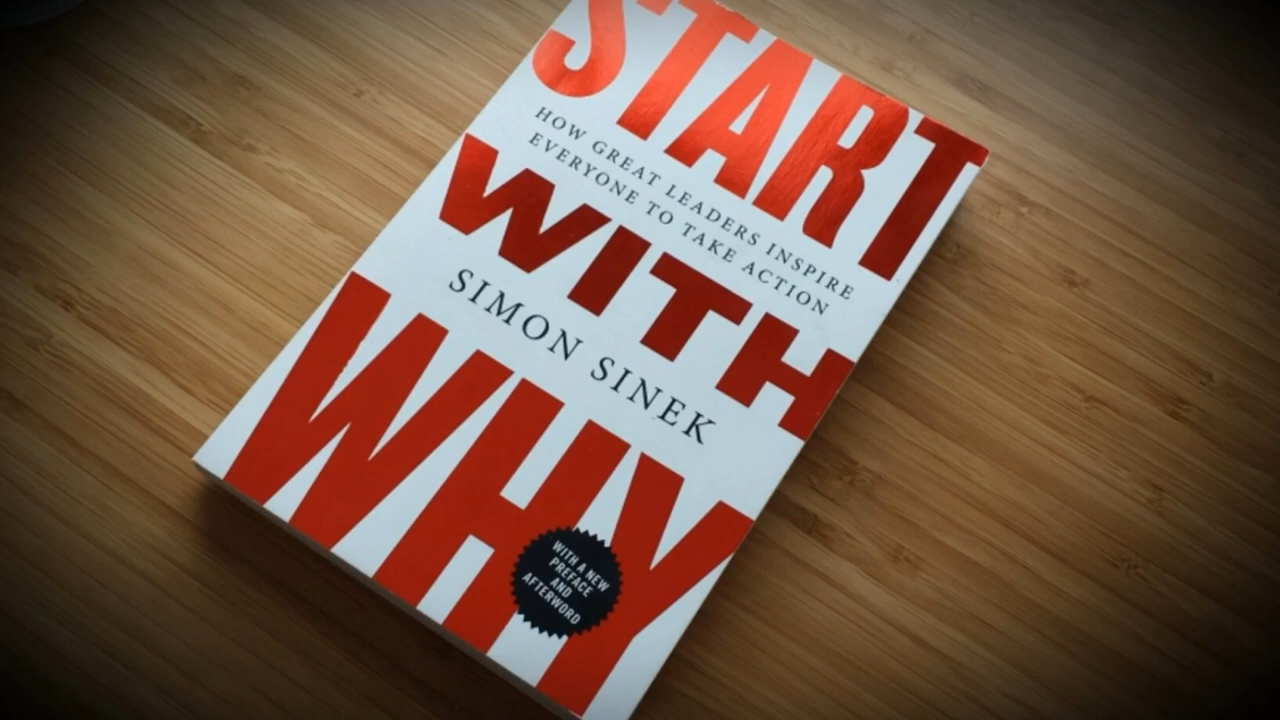 START
HOW GREAT LEADERS INSPIRE
EVERYONE TO TAKE ACTION
WITH
SIMON SINEK
WHY
WITH A NEW
PREFACE
AND
AFTERWORD